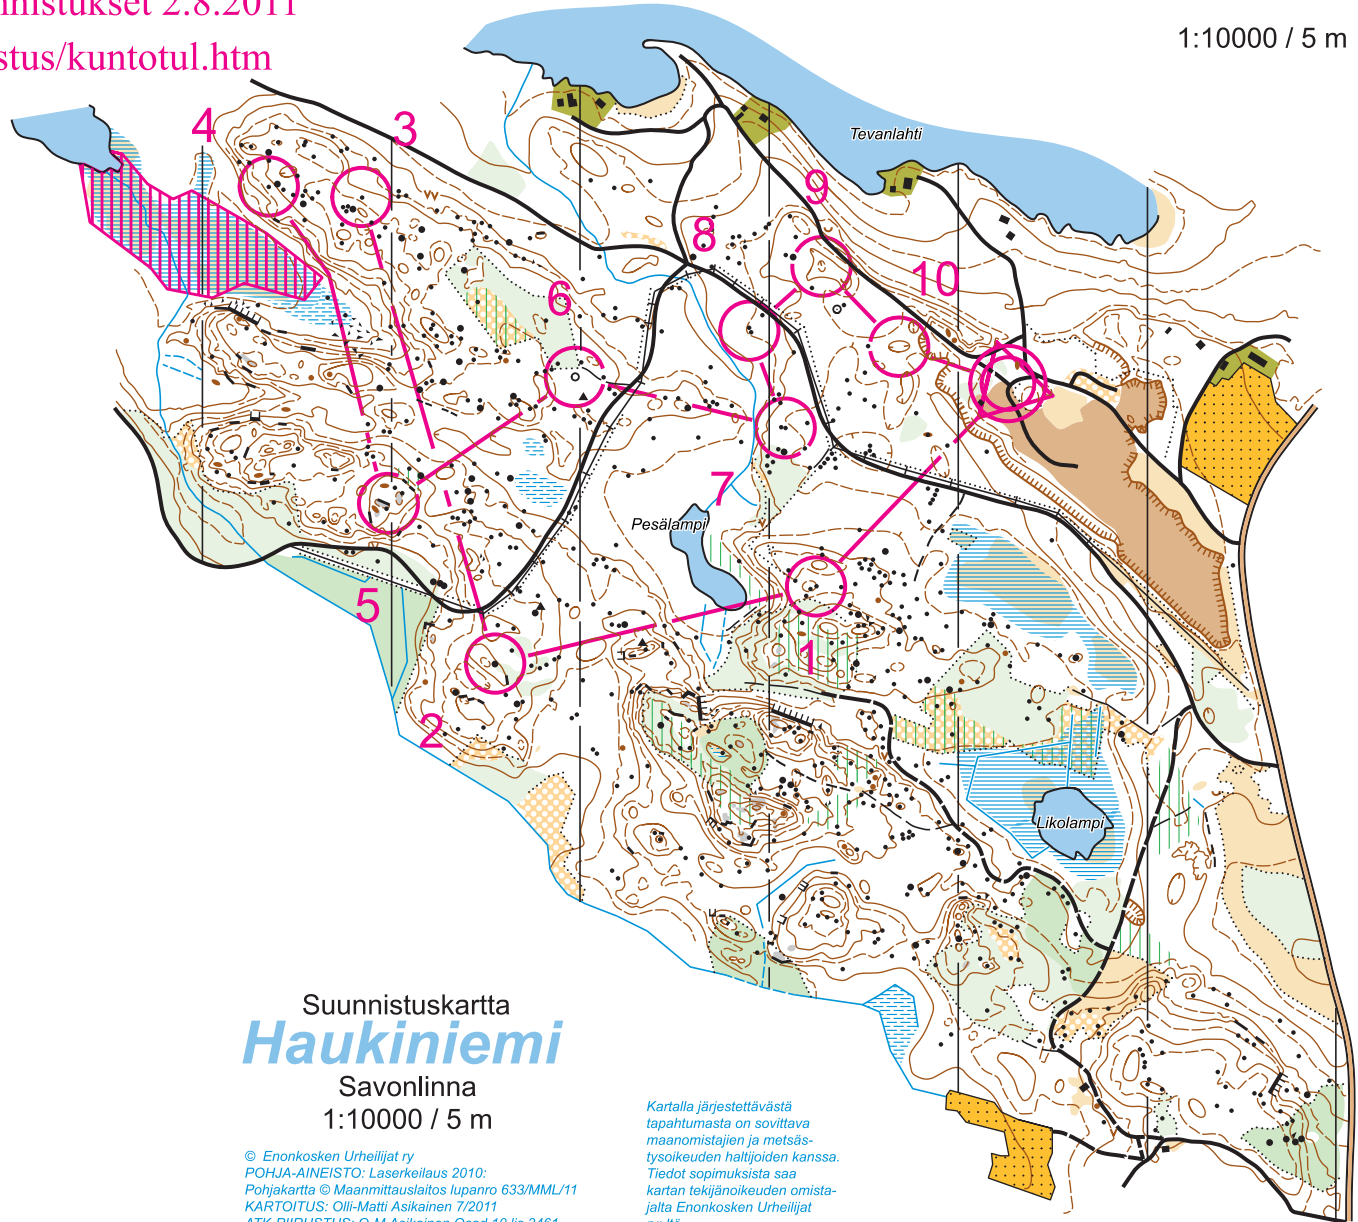 2.8.2011
stus/kuntotul.htm
1:10000 / 5 m
4
3
Tevanlahti
9
8
10
6
7
Pesälampi
5
1
2
Likolampi
Suunnistuskartta
Haukiniemi
Savonlinna
1:10000 / 5 m
© Enonkosken Urheilijat ry
POHJA-AINEISTO: Laserkeilaus 2010:
Pohjakartta © Maanmittauslaitos lupanro 633/MML/11
KARTOITUS: Olli-Matti Asikainen 7/2011
Kartalla järjestettävästä
tapahtumasta on sovittava
maanomistajien ja metsäs-
tysoikeuden haltijoiden kanssa.
Tiedot sopimuksista saa
kartan tekijänoikeuden omista-
jalta Enonkosken Urheilijat